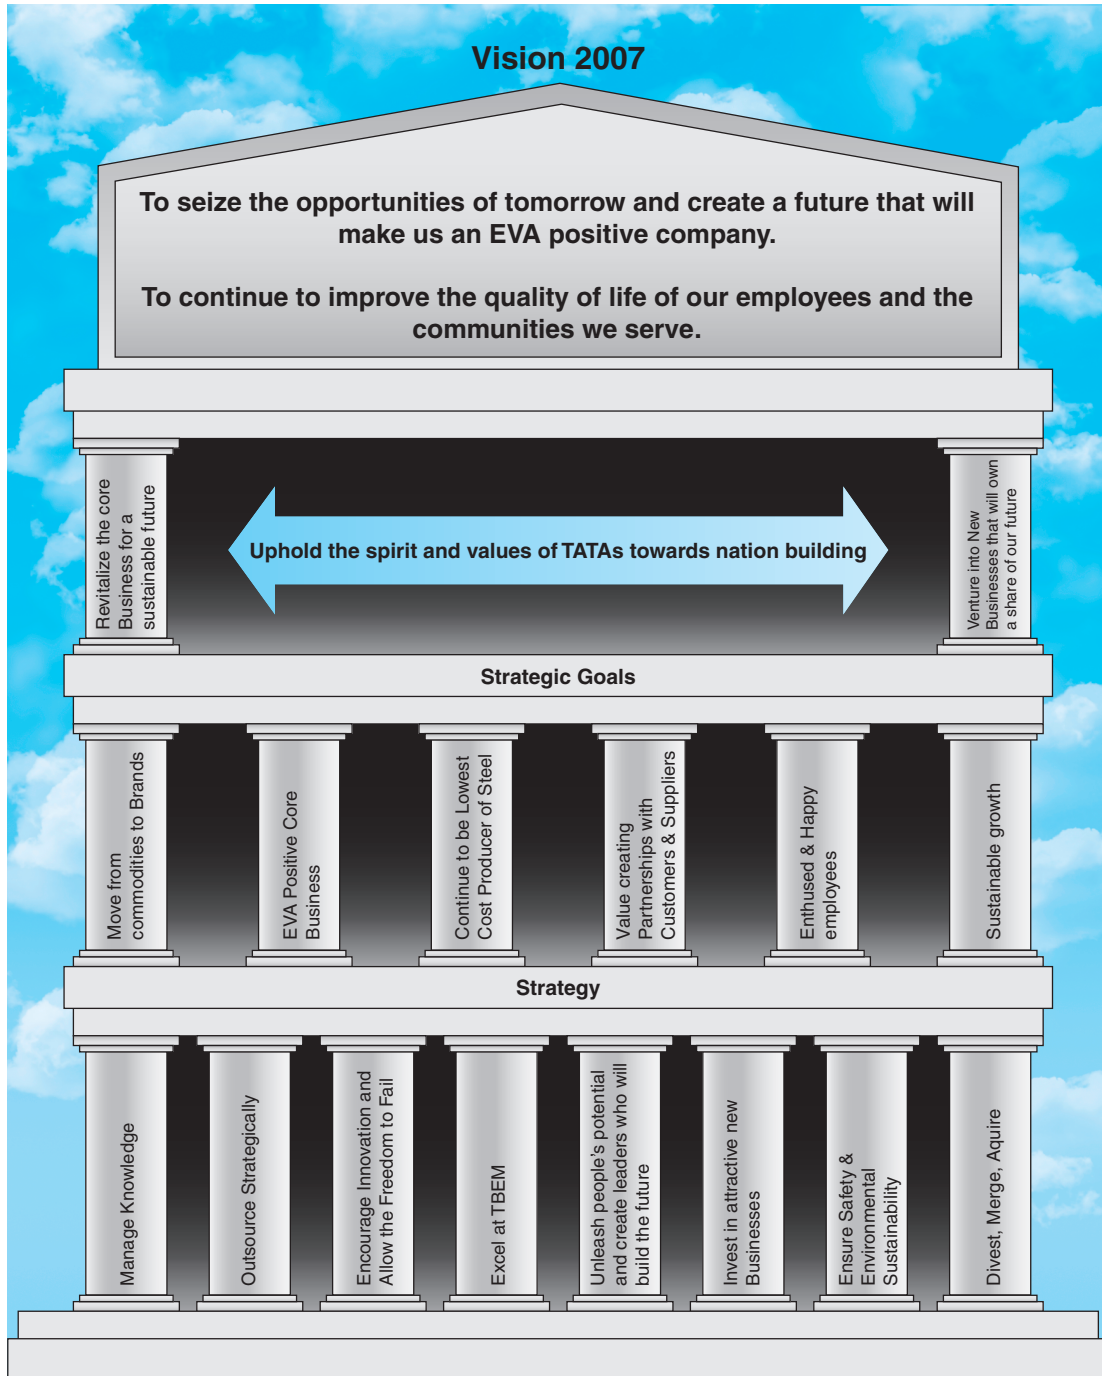 Vision 2007
To seize the opportunities of tomorrow and create a future that will
make us an EVA positive company.
To continue to improve the quality of life of our employees and the
communities we serve.
Revitalize the core
Business for a
sustainable future
Uphold the spirit and values of TATAs towards nation building
Venture into New
Businesses that will own
a share of our future
Strategic Goals
Move from
commodities to Brands
EVA Positive Core
Business
Continue to be Lowest
Cost Producer of Steel
Value creating
Partnerships with
Customers & Suppliers
Enthused & Happy
employees
Sustainable growth
Strategy
Manage Knowledge
Outsource Strategically
Encourage Innovation and
Allow the Freedom to Fail
Excel at TBEM
Unleash people's potential
and create leaders who will
build the future
Invest in attractive new
Businesses
Ensure Safety &
Environmental
Sustainability
Divest, Merge, Aquire